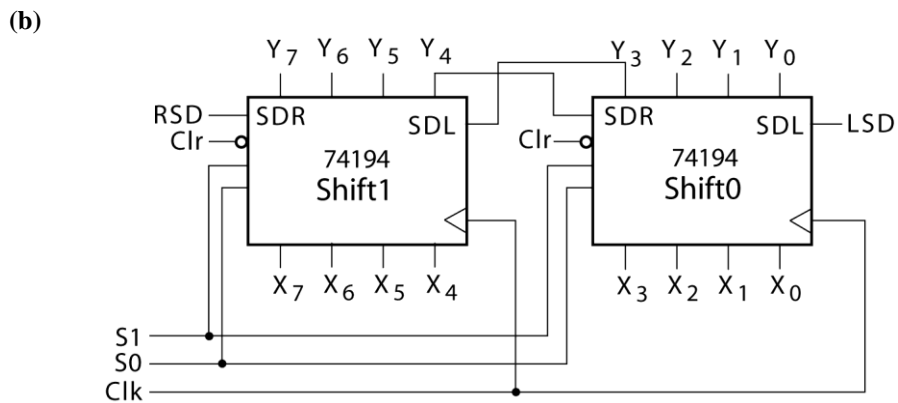 (b)
Y7 Y6 Y5 Y4 Y3 Y2 Y1 Y0
RSD SDR SDL SDR SDL LSD
Clr Clr
74194 74194
Shift1 Shift0
X7 X6 X5 X4 X3 X2 X1 X0
S1
S0
Clk